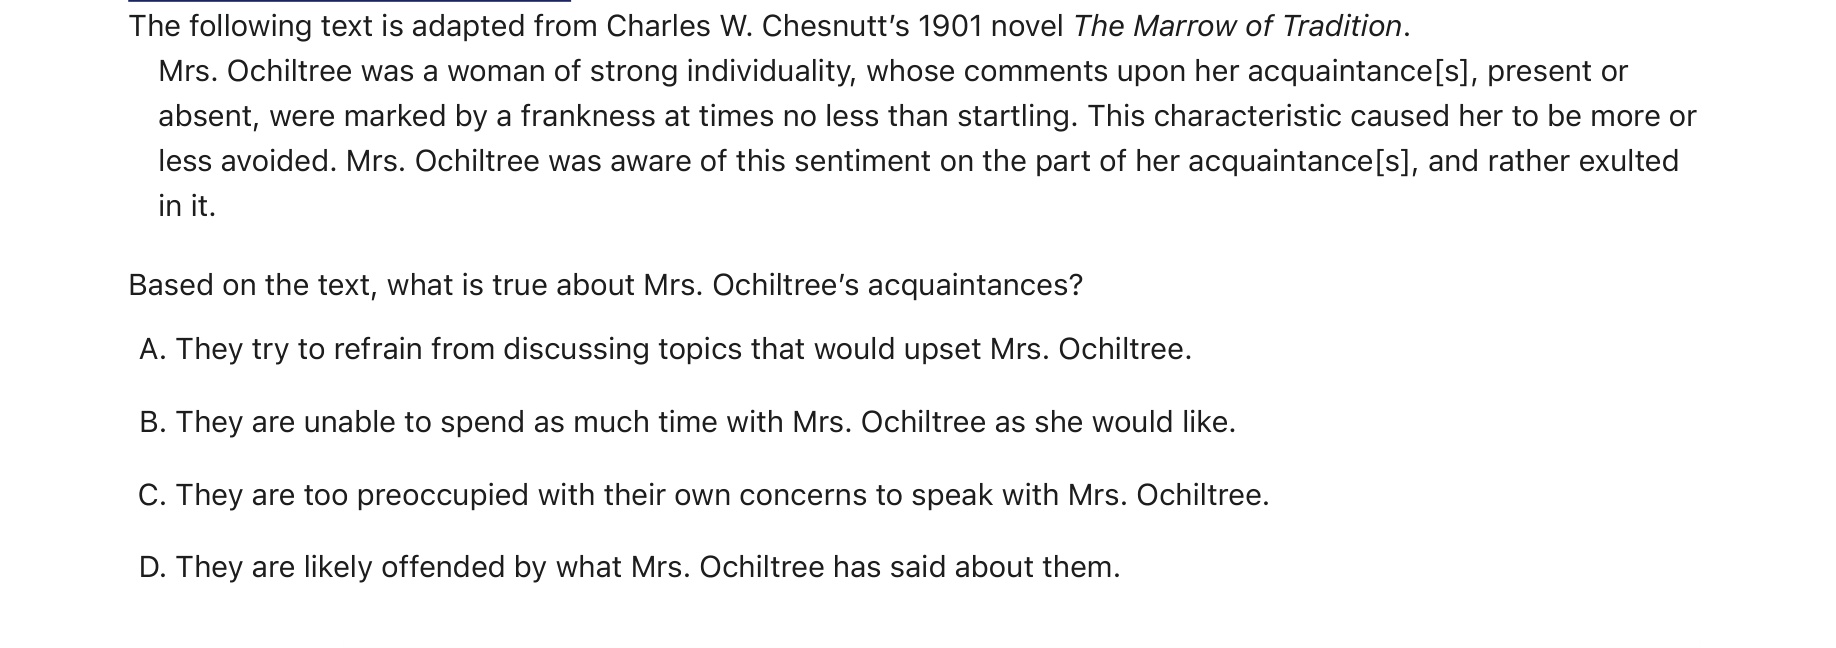 The following text is adapted from Charles W. Chesnutt’s 1901 novel The Marrow of Tradition.
Mrs. Ochiltree was a woman of strong individuality, whose comments upon her acquaintance[s], present or
absent, were marked by a frankness at times no less than startling. This characteristic caused her to be more or
less avoided. Mrs. Ochiltree was aware of this sentiment on the part of her acquaintance[s], and rather exulted
in it.
Based on the text, what is true about Mrs. Ochiltree’s acquaintances?
A. They try to refrain from discussing topics that would upset Mrs. Ochiltree.
B. They are unable to spend as much time with Mrs. Ochiltree as she would like.
C. They are too preoccupied with their own concerns to speak with Mrs. Ochiltree.
D. They are likely offended by what Mrs. Ochiltree has said about them.